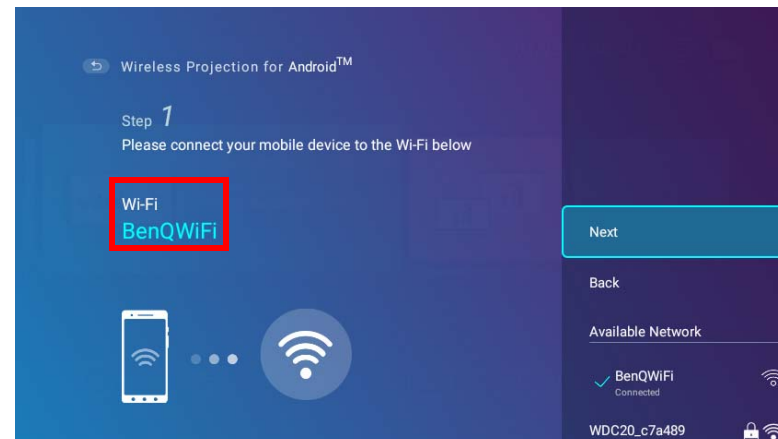 Wireless Projection for Android™
Step 1
Please connect your mobile device to the Wi-Fi below
Wi-Fi
BenQWiFi
Next
Back
Available Network
BenQWiFi
Connected
WDC20_c7a489